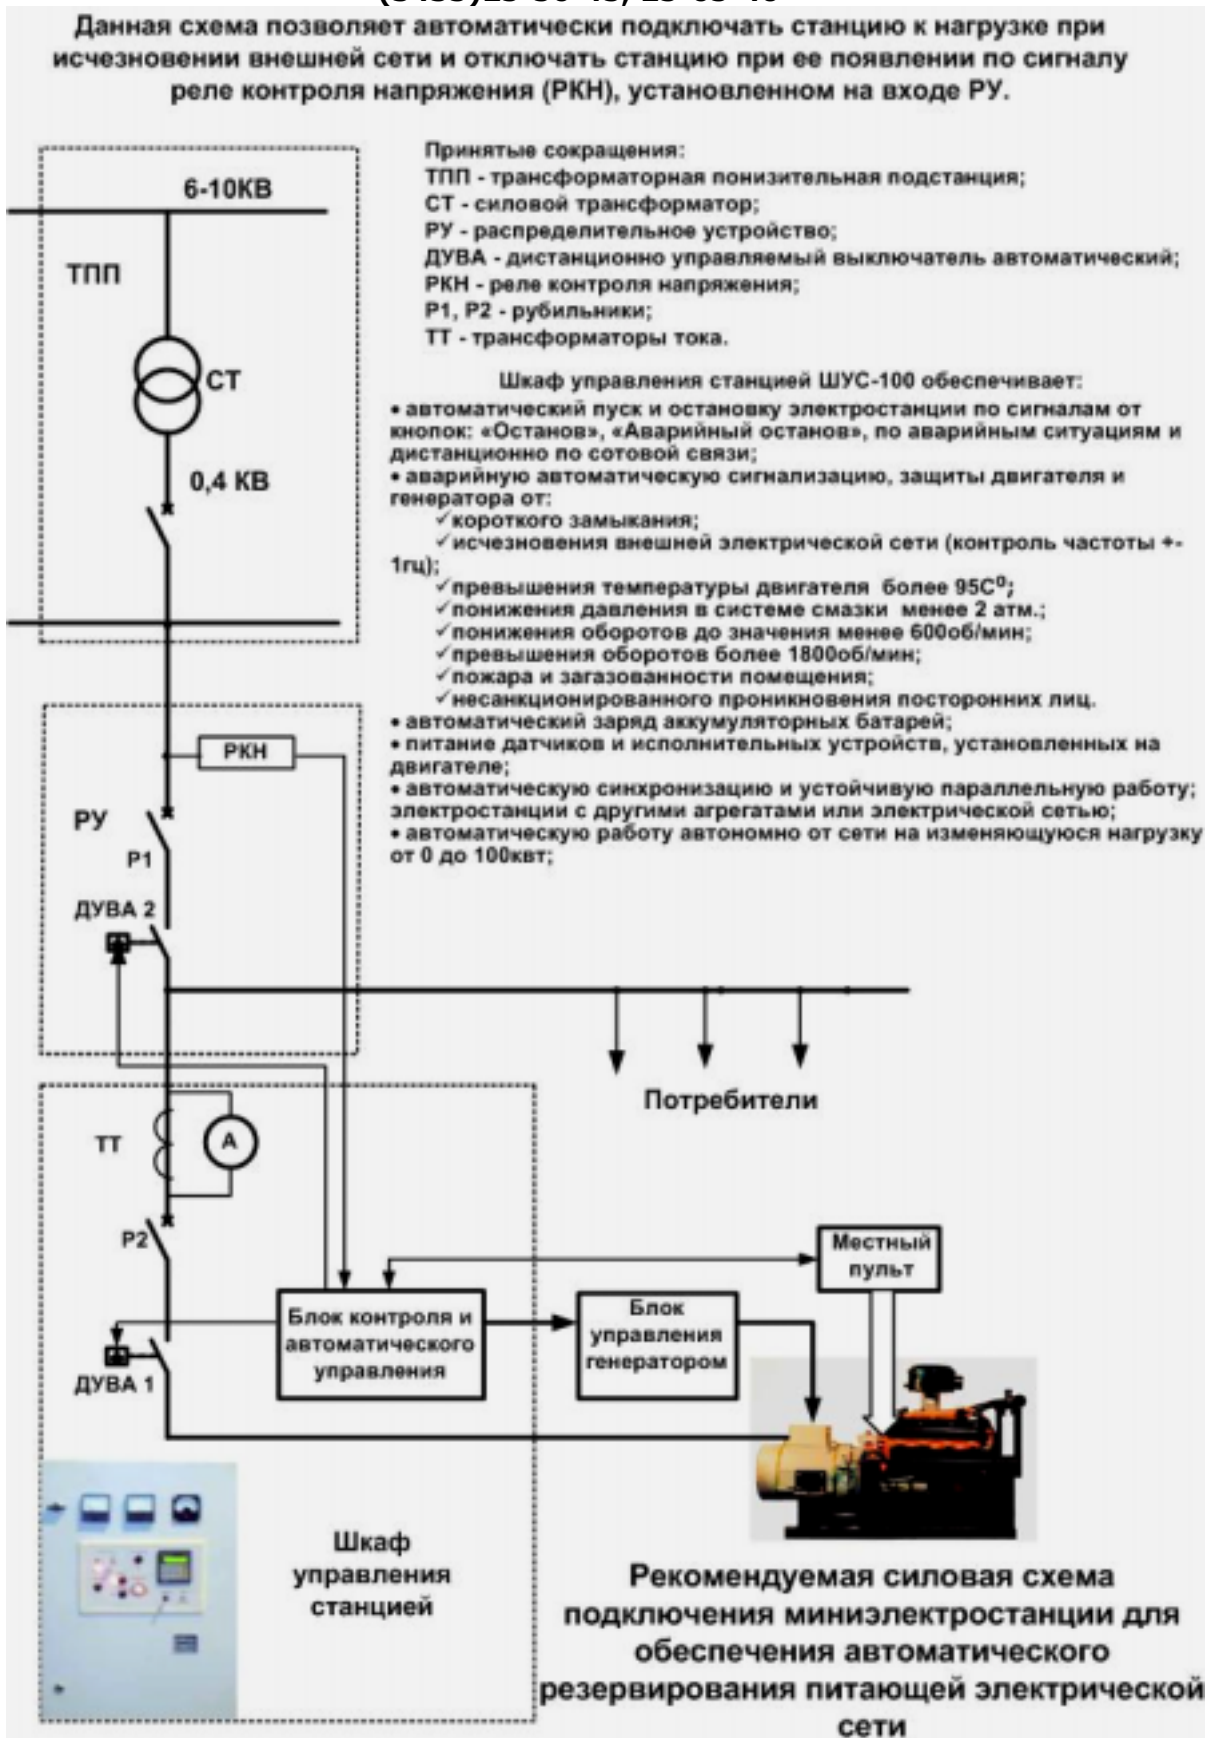 Данная схема позволяет автоматически подключать станцию к нагрузке при
исчезновении внешней сети и отключать станцию при ее появлении по сигналу
реле контроля напряжения (РКН), установленном на входе РУ.
Принятые сокращения:
ТПП - трансформаторная понизительная подстанция;
СТ - силовой трансформатор;
РУ - распределительное устройство;
ДУВА - дистанционно управляемый выключатель автоматический;
РКН - реле контроля напряжения;
Р1, Р2 - рубильники;
ТТ - трансформаторы тока.
6-10КВ
ТПП
СТ
0,4 КВ
Шкаф управления станцией ШУС-100 обеспечивает:
• автоматический пуск и остановку электростанции по сигналам от
кнопок: «Останов», «Аварийный останов», по аварийным ситуациям и
дистанционно по сотовой связи;
• аварийную автоматическую сигнализацию, защиты двигателя и
генератора от:
✓короткого замыкания;
✓исчезновения внешней электрической сети (контроль частоты +-
1гц);
✓превышения температуры двигателя более 95С⁰;
✓понижения давления в системе смазки менее 2 атм.;
✓понижения оборотов до значения менее 600об/мин;
✓превышения оборотов более 1800об/мин;
✓пожара и загазованности помещения;
✓несанкционированного проникновения посторонних лиц.
• автоматический заряд аккумуляторных батарей;
• питание датчиков и исполнительных устройств, установленных на
двигателе;
• автоматическую синхронизацию и устойчивую параллельную работу;
электростанции с другими агрегатами или электрической сетью;
• автоматическую работу автономно от сети на изменяющуюся нагрузку
от 0 до 100квт;
РКН
РУ
Р1
ДУВА 2
Потребители
ТТ
А
Р2
Местный
пульт
Блок контроля и
автоматического
управления
Блок
управления
генератором
ДУВА 1
Шкаф
управления
станцией
Рекомендуемая силовая схема
подключения миниэлектростанции для
обеспечения автоматического
резервирования питающей электрической
сети